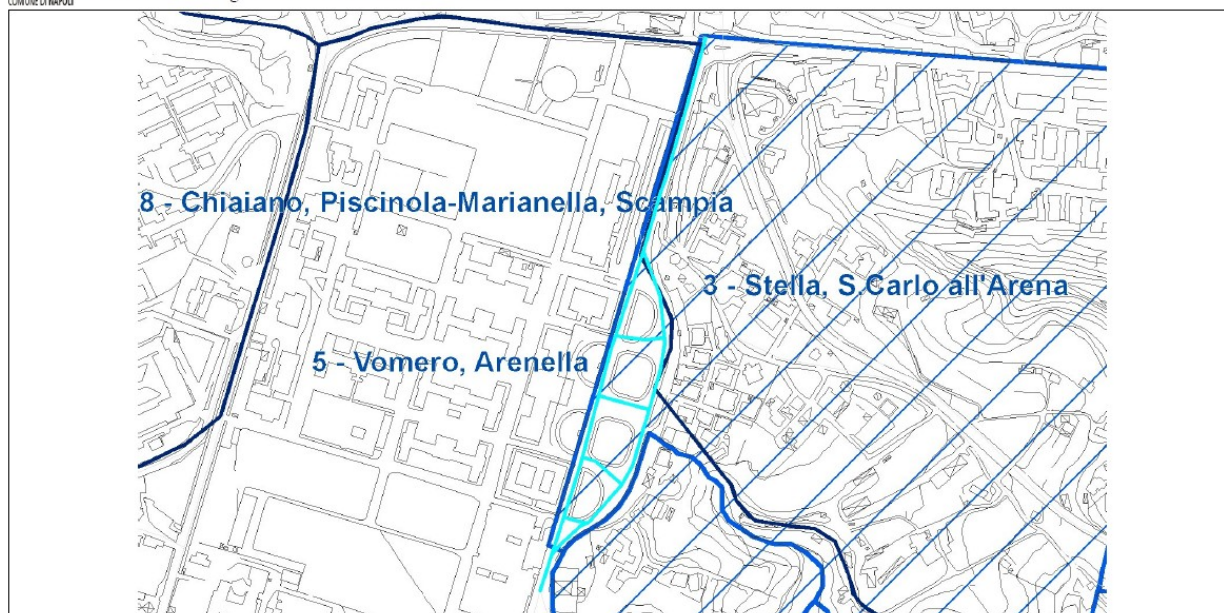 COMUNE DI NAPOLI
8 - Chiaiano, Piscinola-Marianella, Scampia
3 - Stella, S.Carlo all'Arena
5 - Vomero, Arenella